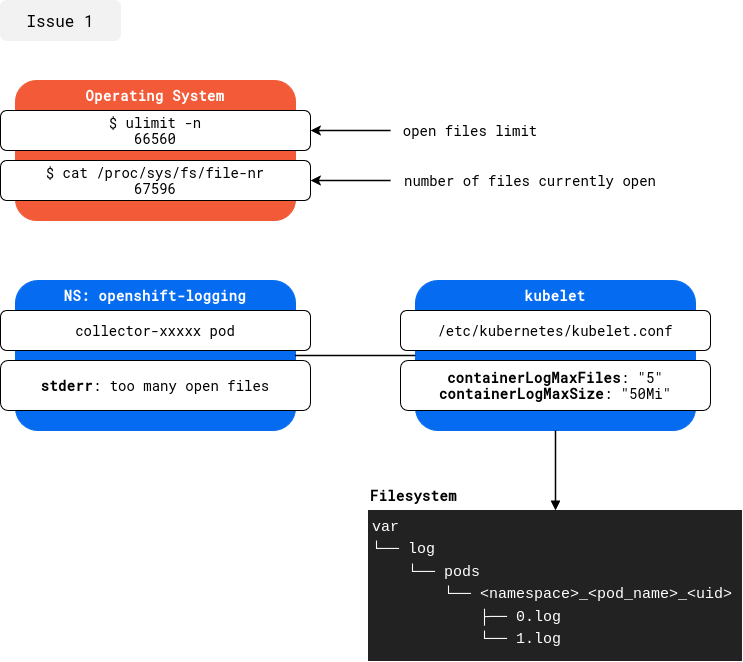 Issue 1
Operating System
$ ulimit -n
66560
open files limit
$ cat /proc/sys/fs/file-nr
67596
number of files currently open
NS: openshift-logging
collector-xxxxx pod
stderr: too many open files
kubelet
/etc/kubernetes/kubelet.conf
containerLogMaxFiles: "5"
containerLogMaxSize: "50Mi"
Filesystem
var
└── log
    └── pods
        └── <namespace>_<pod_name>_<uid>
            ├── 0.log
            └── 1.log